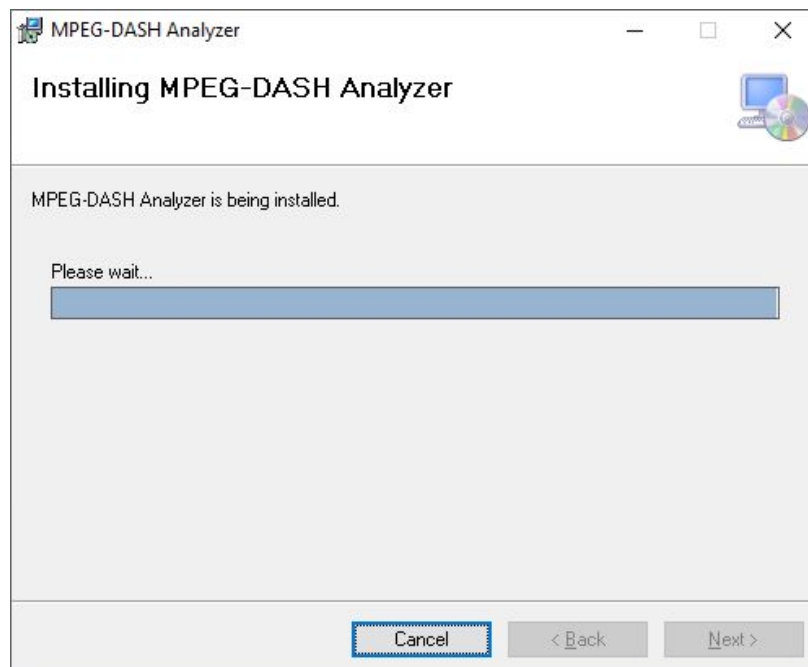 MPEG-DASH Analyzer
Installing MPEG-DASH Analyzer
MPEG-DASH Analyzer is being installed.
Please wait...
Cancel
< Back
Next >